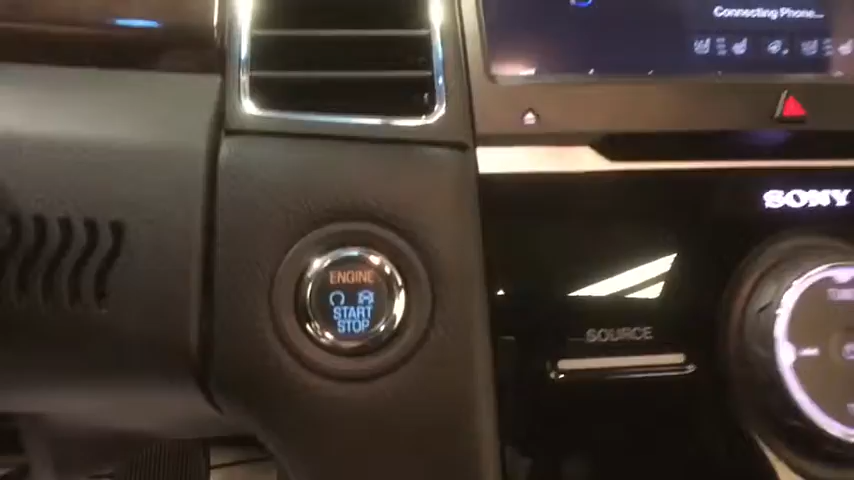 Connecting Phone...
SONY
ENGINE
START
STOP
SOURCE